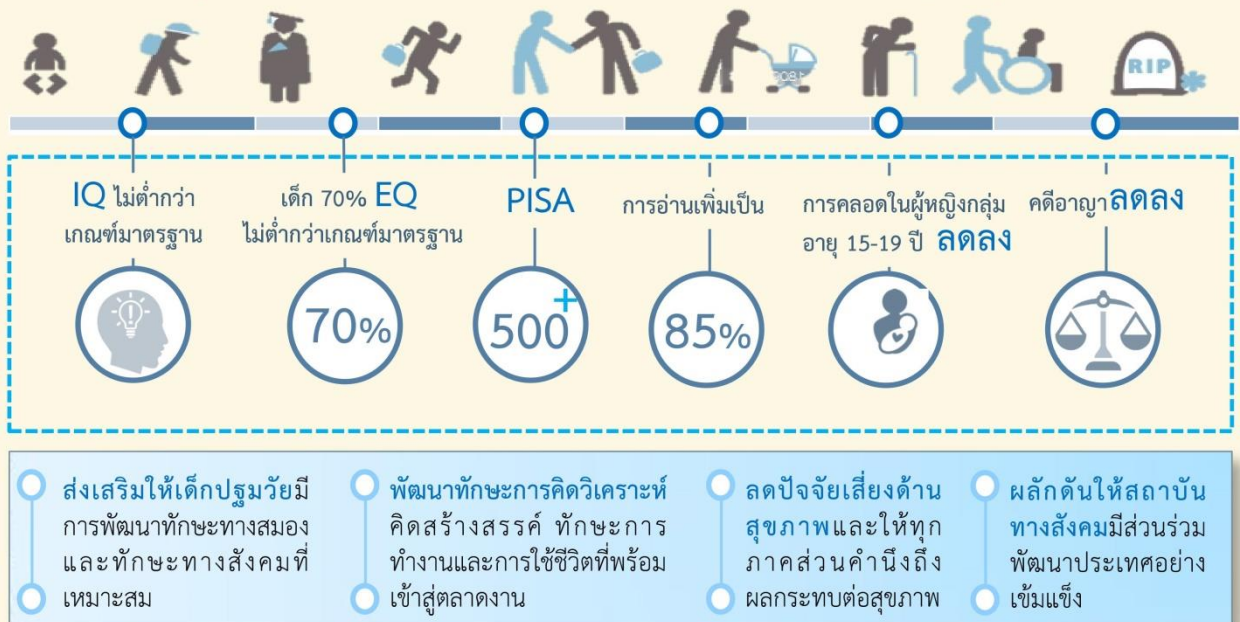 RIP
IQ ไม่ต่ำกว่า
เกณฑ์มาตรฐาน
เด็ก 70% EQ
ไม่ต่ำกว่าเกณฑ์มาตรฐาน
70%
PISA
500+
การอ่านเพิ่มเป็น
85%
การคลอดในผู้หญิงกลุ่ม
อายุ 15-19 ปี ลดลง
คดีอาญาลดลง
ส่งเสริมให้เด็กปฐมวัยมี
การพัฒนาทักษะทางสมอง
และทักษะทางสังคมที่
เหมาะสม
พัฒนาทักษะการคิดวิเคราะห์
คิดสร้างสรรค์ ทักษะการ
ทำงานและการใช้ชีวิตที่พร้อม
เข้าสู่ตลาดงาน
ลดปัจจัยเสี่ยงด้าน
สุขภาพและให้ทุก
ภาคส่วนคำนึงถึง
ผลกระทบต่อสุขภาพ
ผลักดันให้สถาบัน
ทางสังคมมีส่วนร่วม
พัฒนาประเทศอย่าง
เข้มแข็ง